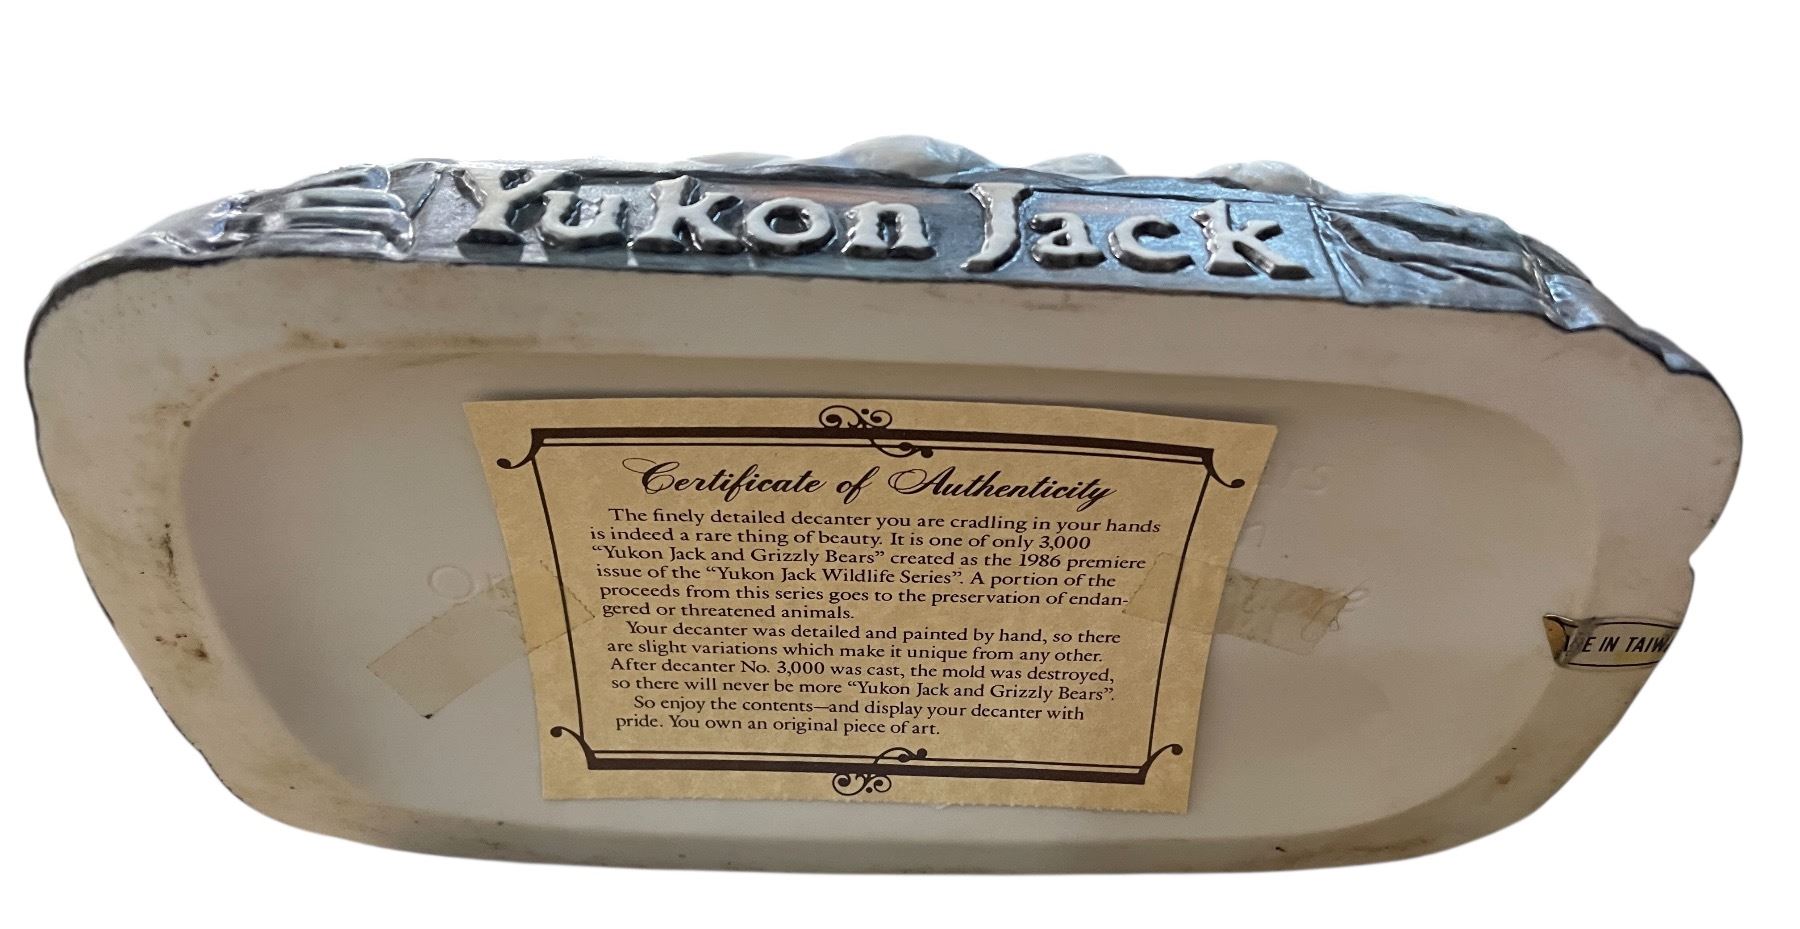 Yukon Jack
Certificate of Authenticity
The finely detailed decanter you are cradling in your hands
is indeed a rare thing of beauty. It is one of only 3,000
“Yukon Jack and Grizzly Bears” created as the 1986 premiere
issue of the “Yukon Jack Wildlife Series”. A portion of the
proceeds from this series goes to the preservation of endan-
gered or threatened animals.
Your decanter was detailed and painted by hand, so there
are slight variations which make it unique from any other.
After decanter No. 3,000 was cast, the mold was destroyed,
so there will never be more “Yukon Jack and Grizzly Bears”.
So enjoy the contents—and display your decanter with
pride. You own an original piece of art.
E IN TAIW